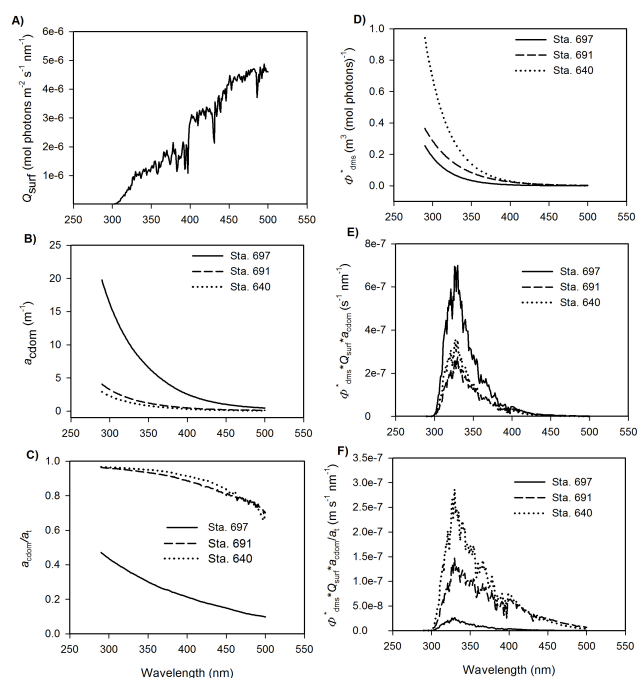 A)
Q_surf (mol photons m⁻² s⁻¹ nm⁻¹)
6e-6
5e-6
4e-6
3e-6
2e-6
1e-6
50 100 150 200 250 300 350 400 450 500 550
B)
a_cdom (m⁻¹)
25
20
15
10
5
0
Sta. 697
Sta. 691
Sta. 640
250 300 350 400 450 500 550
C)
a_cdom/a_t
1.0
0.8
0.6
0.4
0.2
0.0
Sta. 697
Sta. 691
Sta. 640
250 300 350 400 450 500 550
Wavelength (nm)
D)
Φ*_dms (m³ (mol photons)⁻¹)
1.0
0.8
0.6
0.4
0.2
0.0
Sta. 697
Sta. 691
Sta. 640
250 300 350 400 450 500 550
E)
Φ*_dms*Q_surf*a_cdom (s⁻¹ nm⁻¹)
8e-7
6e-7
4e-7
2e-7
0
Sta. 697
Sta. 691
Sta. 640
250 300 350 400 450 500 550
F)
Φ*_dms*Q_surf*a_cdom/a_t (m s⁻¹ nm⁻¹)
3.5e-7
3.0e-7
2.5e-7
2.0e-7
1.5e-7
1.0e-7
5.0e-8
0.0
Sta. 697
Sta. 691
Sta. 640
250 300 350 400 450 500 550
Wavelength (nm)